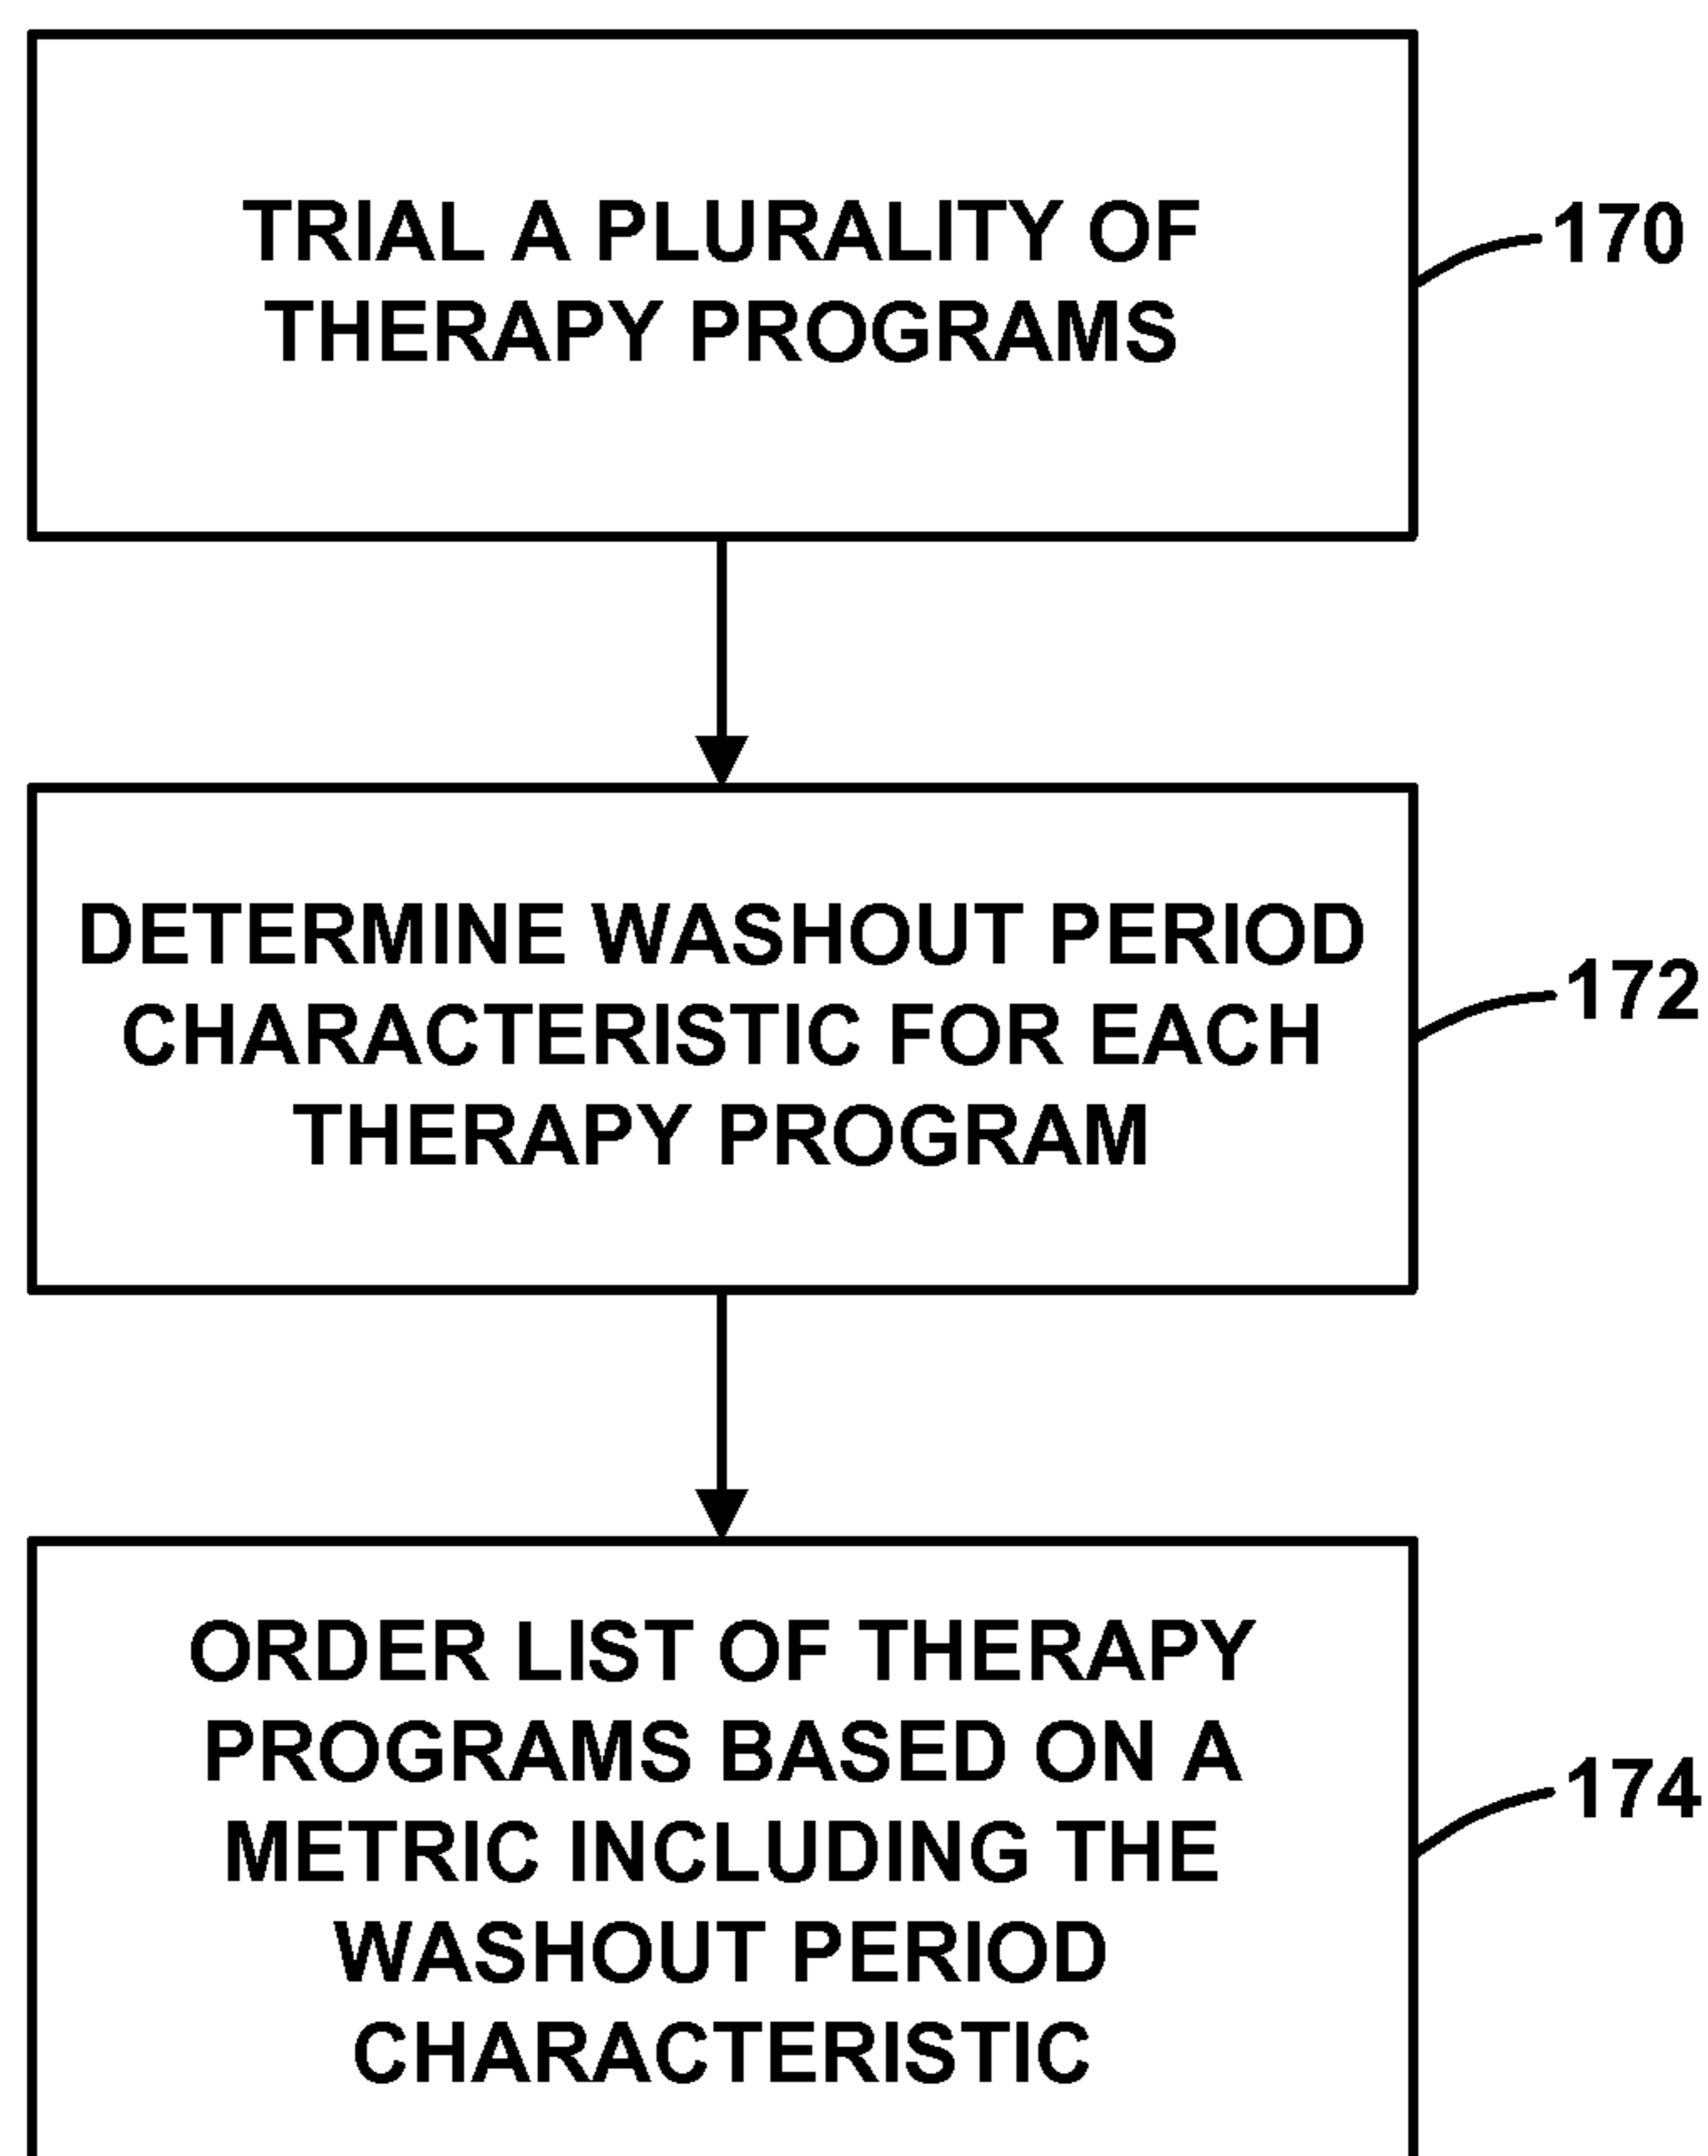 TRIAL A PLURALITY OF
THERAPY PROGRAMS
170
DETERMINE WASHOUT PERIOD
CHARACTERISTIC FOR EACH
THERAPY PROGRAM
172
ORDER LIST OF THERAPY
PROGRAMS BASED ON A
METRIC INCLUDING THE
WASHOUT PERIOD
CHARACTERISTIC
174